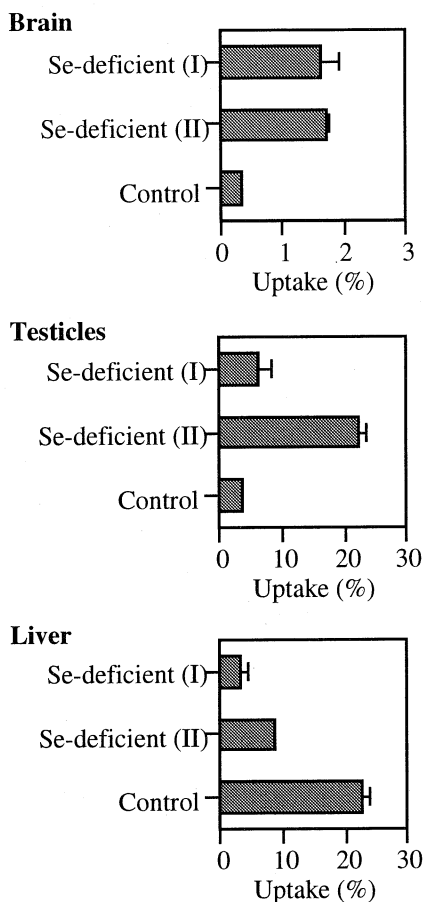 Brain
Se-deficient (I)
Se-deficient (II)
Control
0 1 2 3
Uptake (%)
Testicles
Se-deficient (I)
Se-deficient (II)
Control
0 10 20 30
Uptake (%)
Liver
Se-deficient (I)
Se-deficient (II)
Control
0 10 20 30
Uptake (%)